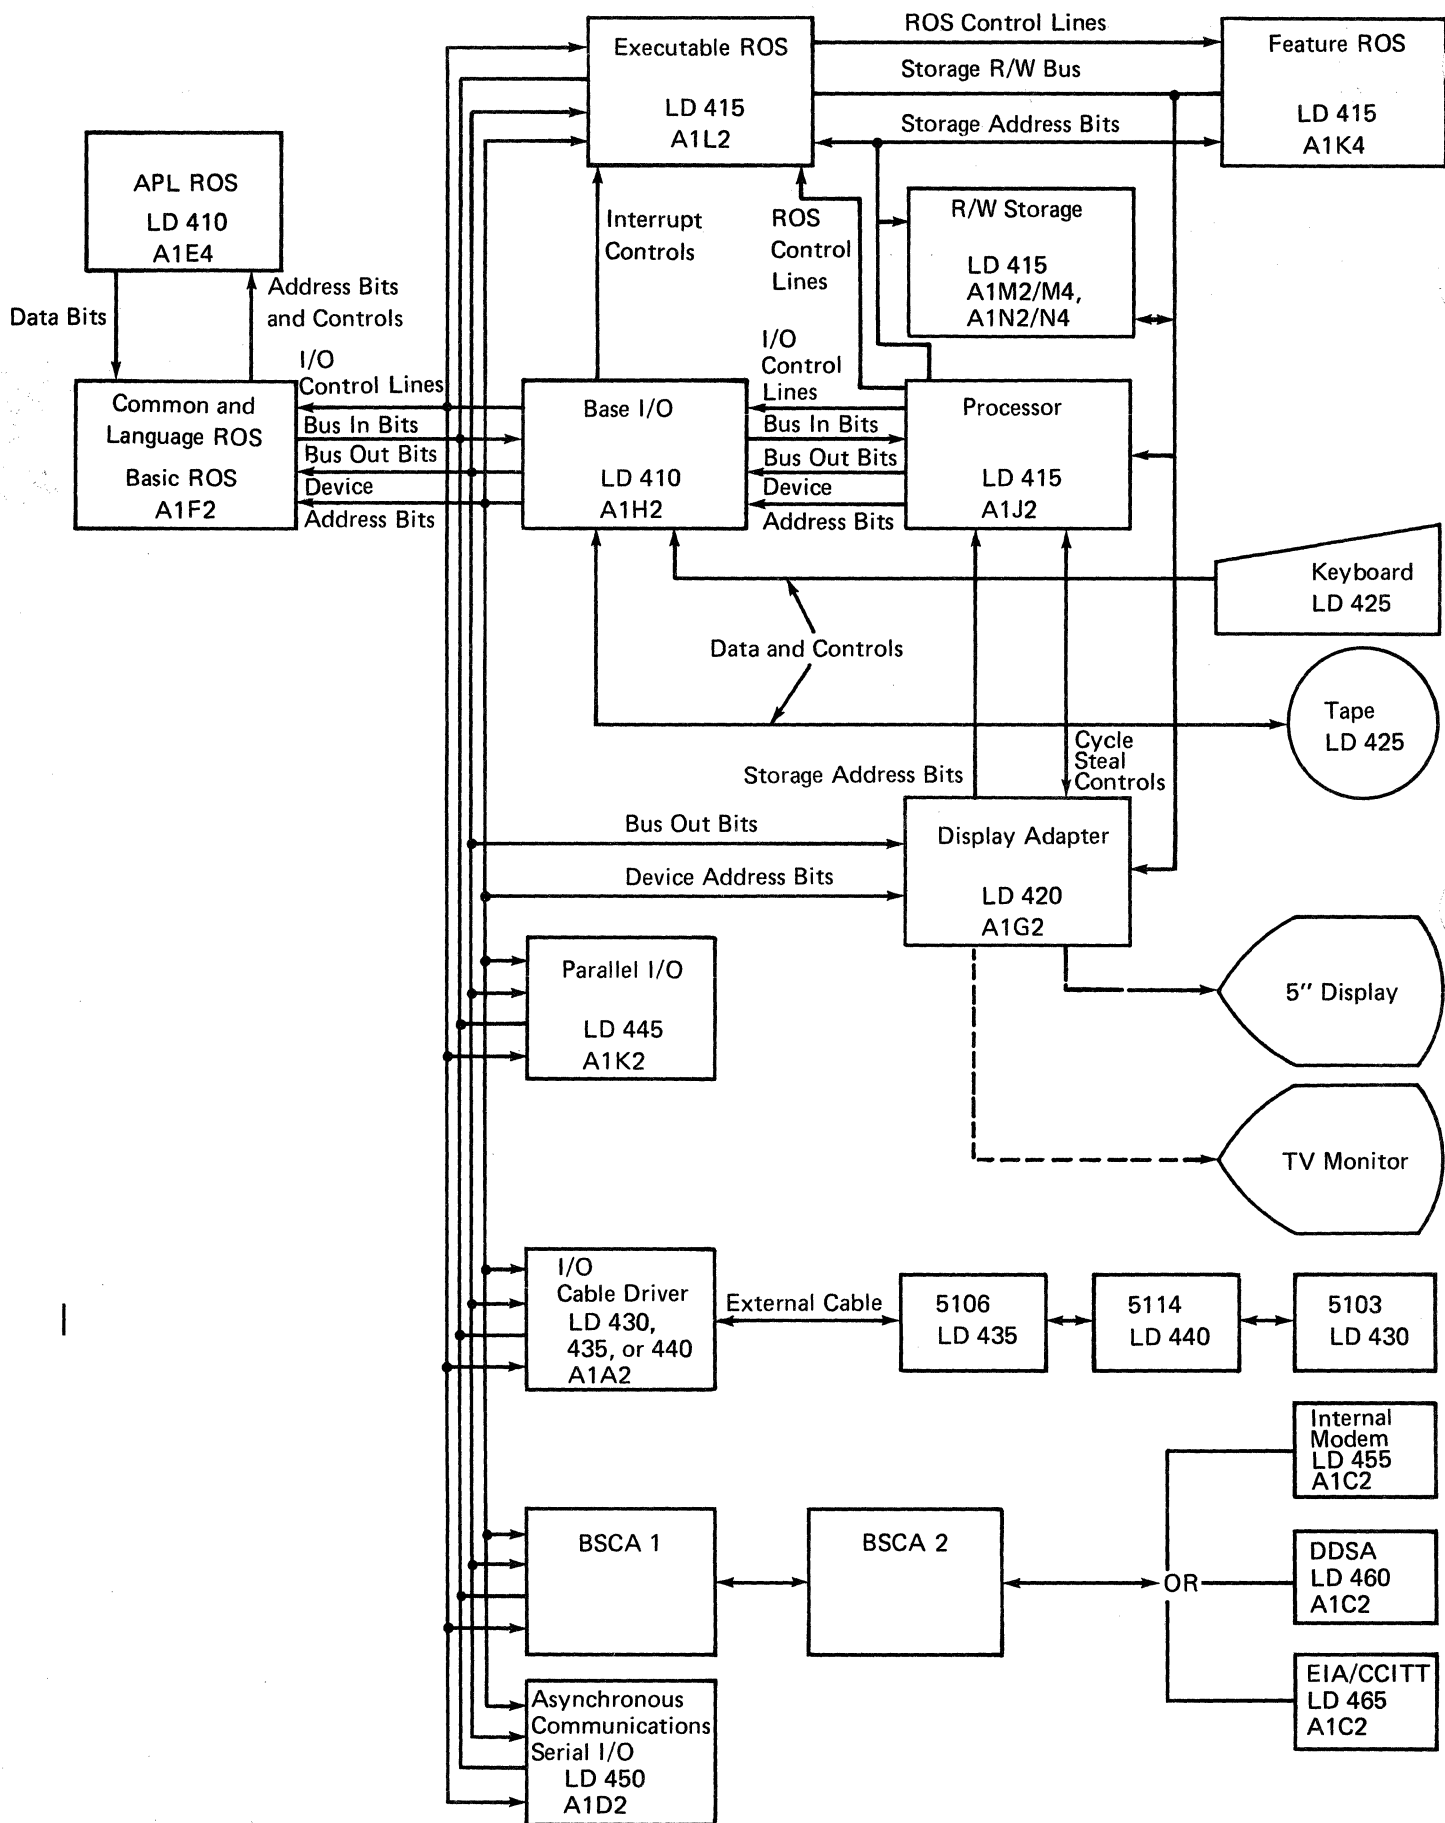 Executable ROS
LD 415
A1L2
ROS Control Lines
Storage R/W Bus
Storage Address Bits
Feature ROS
LD 415
A1K4
APL ROS
LD 410
A1E4
Data Bits
Address Bits
and Controls
Interrupt
Controls
ROS
Control
Lines
R/W Storage
LD 415
A1M2/M4,
A1N2/N4
Common and
Language ROS
Basic ROS
A1F2
I/O
Control Lines
Bus In Bits
Bus Out Bits
Device
Address Bits
Base I/O
LD 410
A1H2
I/O
Control
Lines
Bus In Bits
Bus Out Bits
Device
Address Bits
Processor
LD 415
A1J2
Keyboard
LD 425
Data and Controls
Tape
LD 425
Storage Address Bits
Cycle
Steal
Controls
Bus Out Bits
Device Address Bits
Display Adapter
LD 420
A1G2
Parallel I/O
LD 445
A1K2
5" Display
TV Monitor
I/O
Cable Driver
LD 430,
435, or 440
A1A2
External Cable
5106
LD 435
5114
LD 440
5103
LD 430
Internal
Modem
LD 455
A1C2
BSCA 1
BSCA 2
OR
DDSA
LD 460
A1C2
EIA/CCITT
LD 465
A1C2
Asynchronous
Communications
Serial I/O
LD 450
A1D2